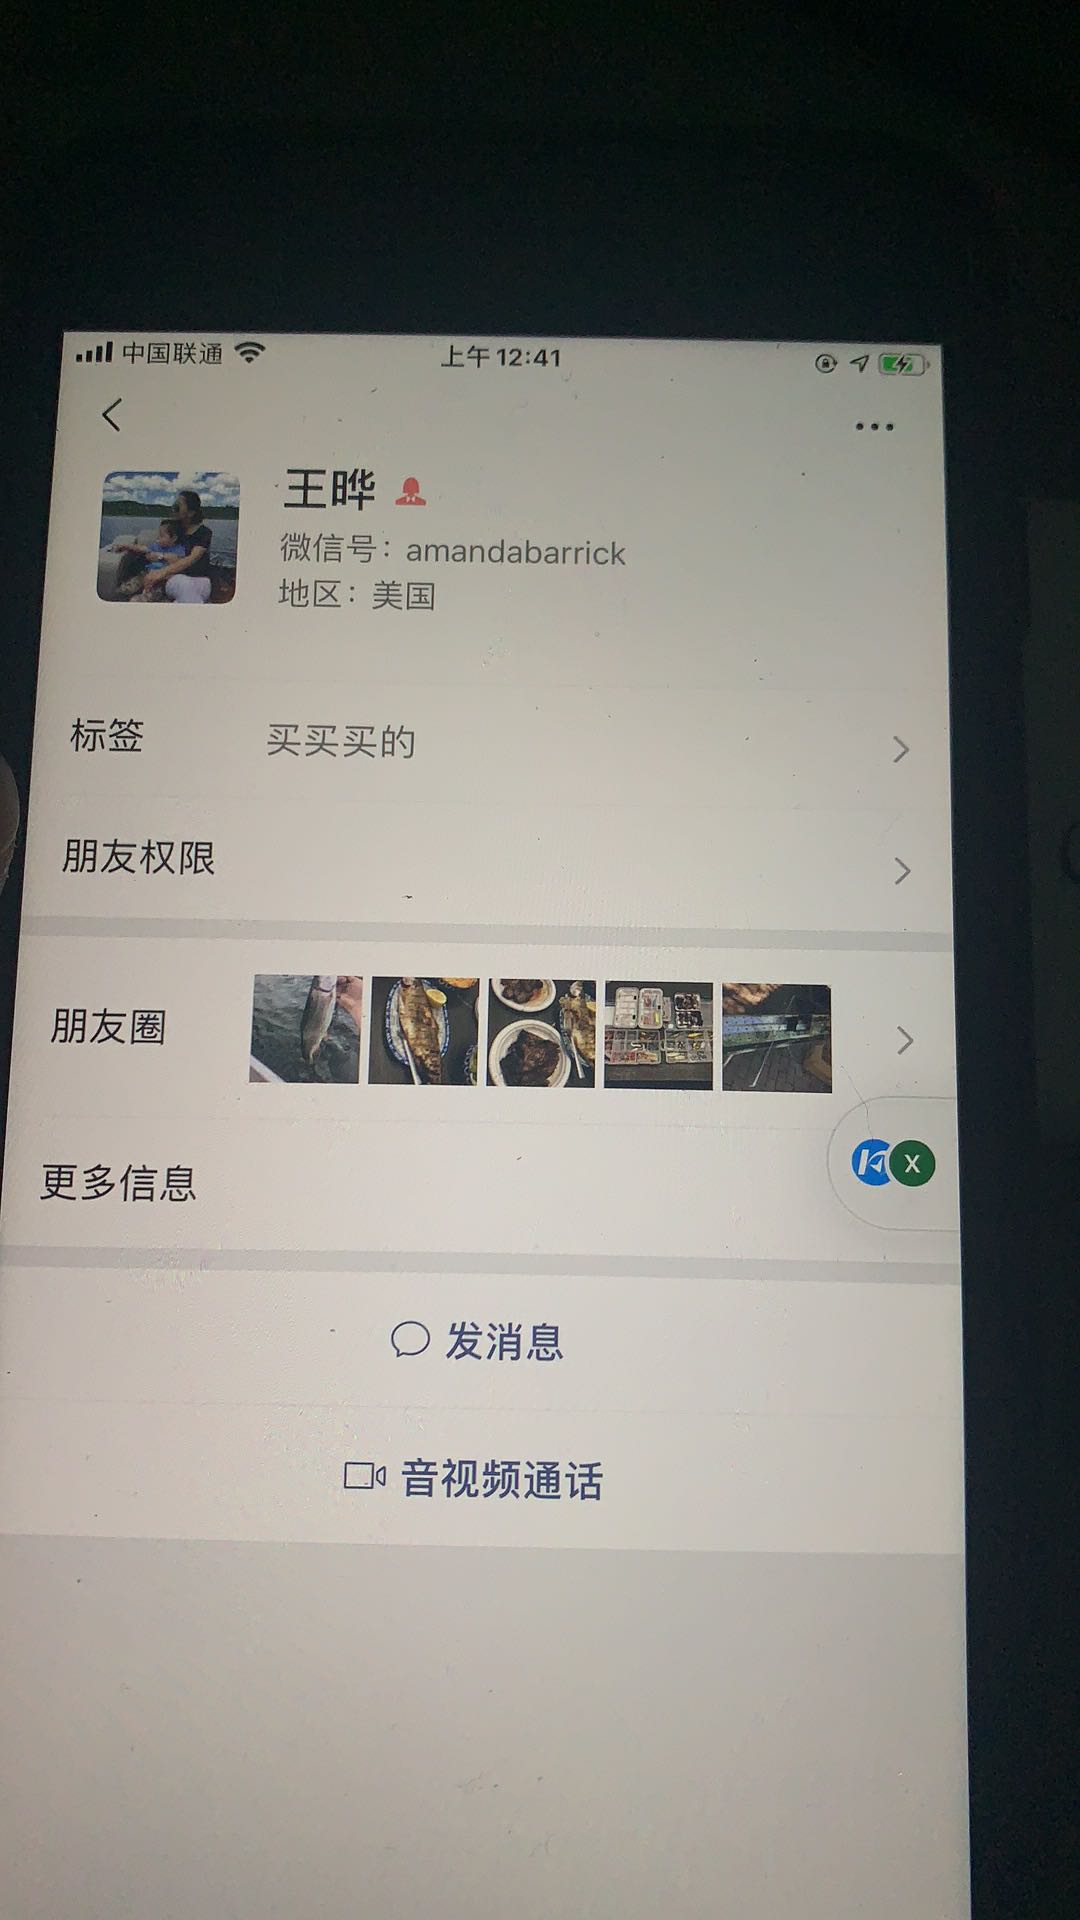 中国联通
上午12:41
王晔
微信号：amandabarrick
地区：美国
标签 买买买的
朋友权限
朋友圈
更多信息
X
发消息
音视频通话